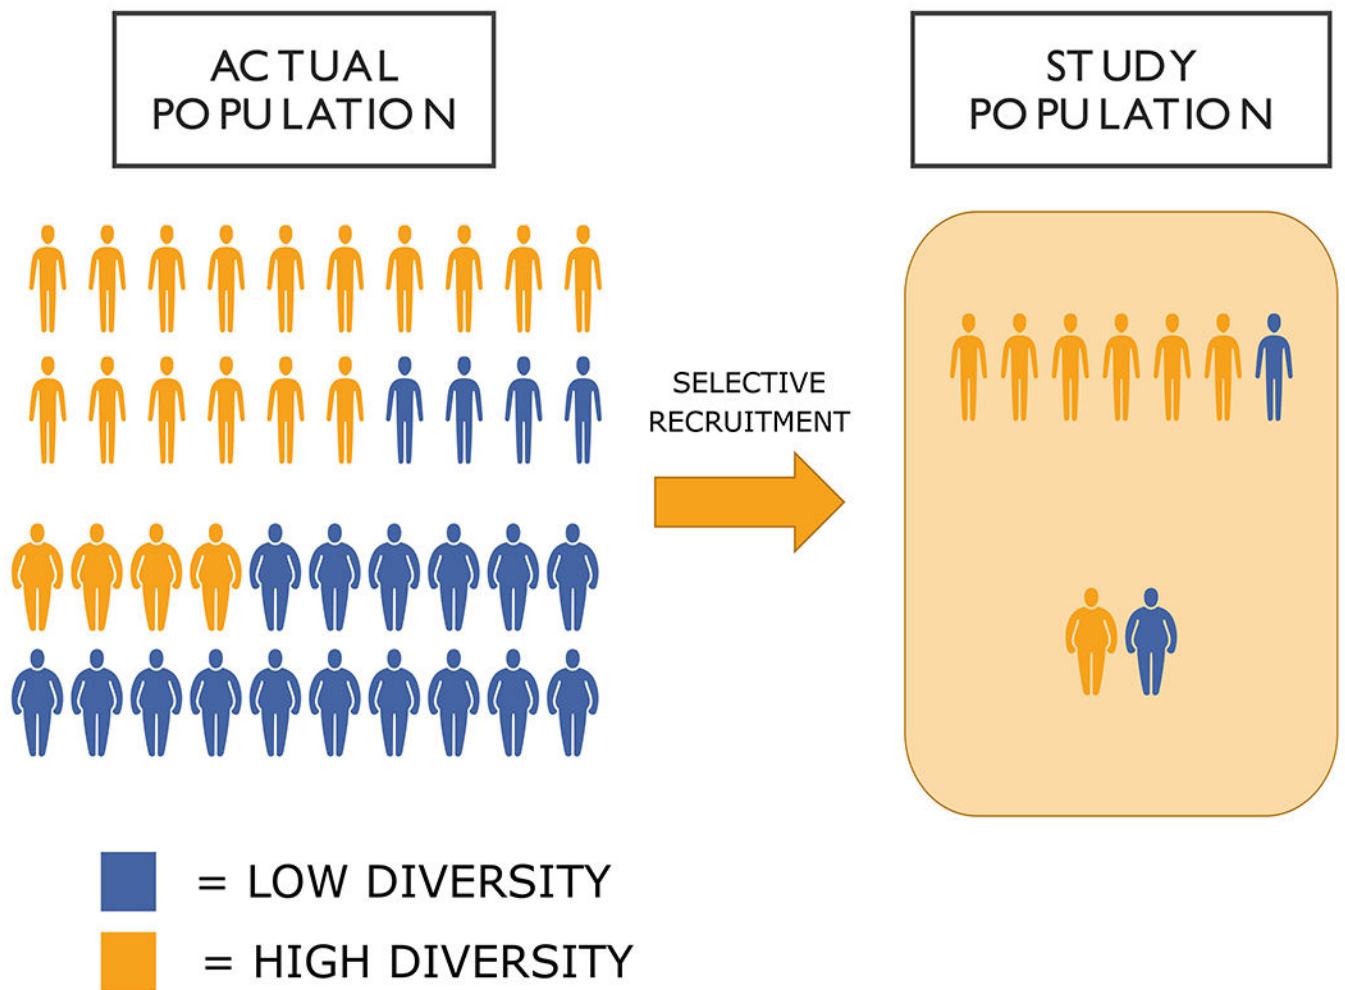 ACTUAL
POPULATION
STUDY
POPULATION
SELECTIVE
RECRUITMENT
= LOW DIVERSITY
= HIGH DIVERSITY